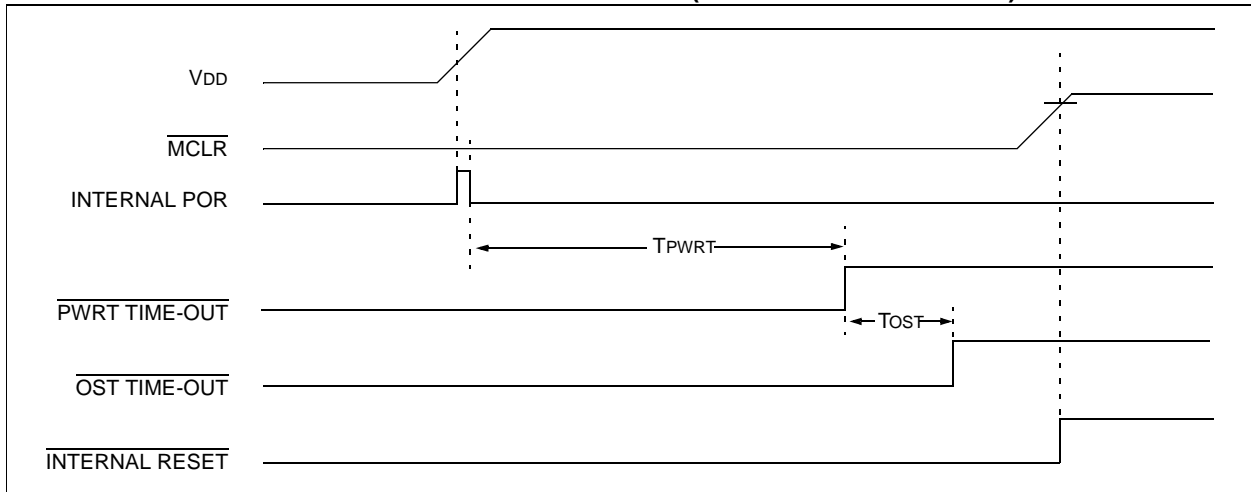 VDD
MCLR
INTERNAL POR
TPWRT
PWRT TIME-OUT
TOST
OST TIME-OUT
INTERNAL RESET